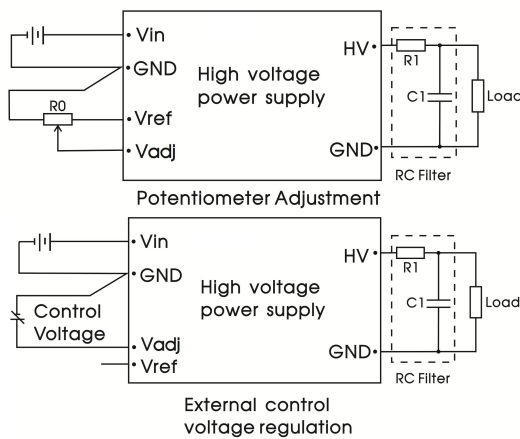 Vin
GND
Vref
Vadj
R0
High voltage
power supply
HV
GND
R1
C1
Load
RC Filter
Potentiometer Adjustment
Vin
GND
Control
Voltage
Vadj
Vref
High voltage
power supply
HV
GND
R1
C1
Load
RC Filter
External control
voltage regulation